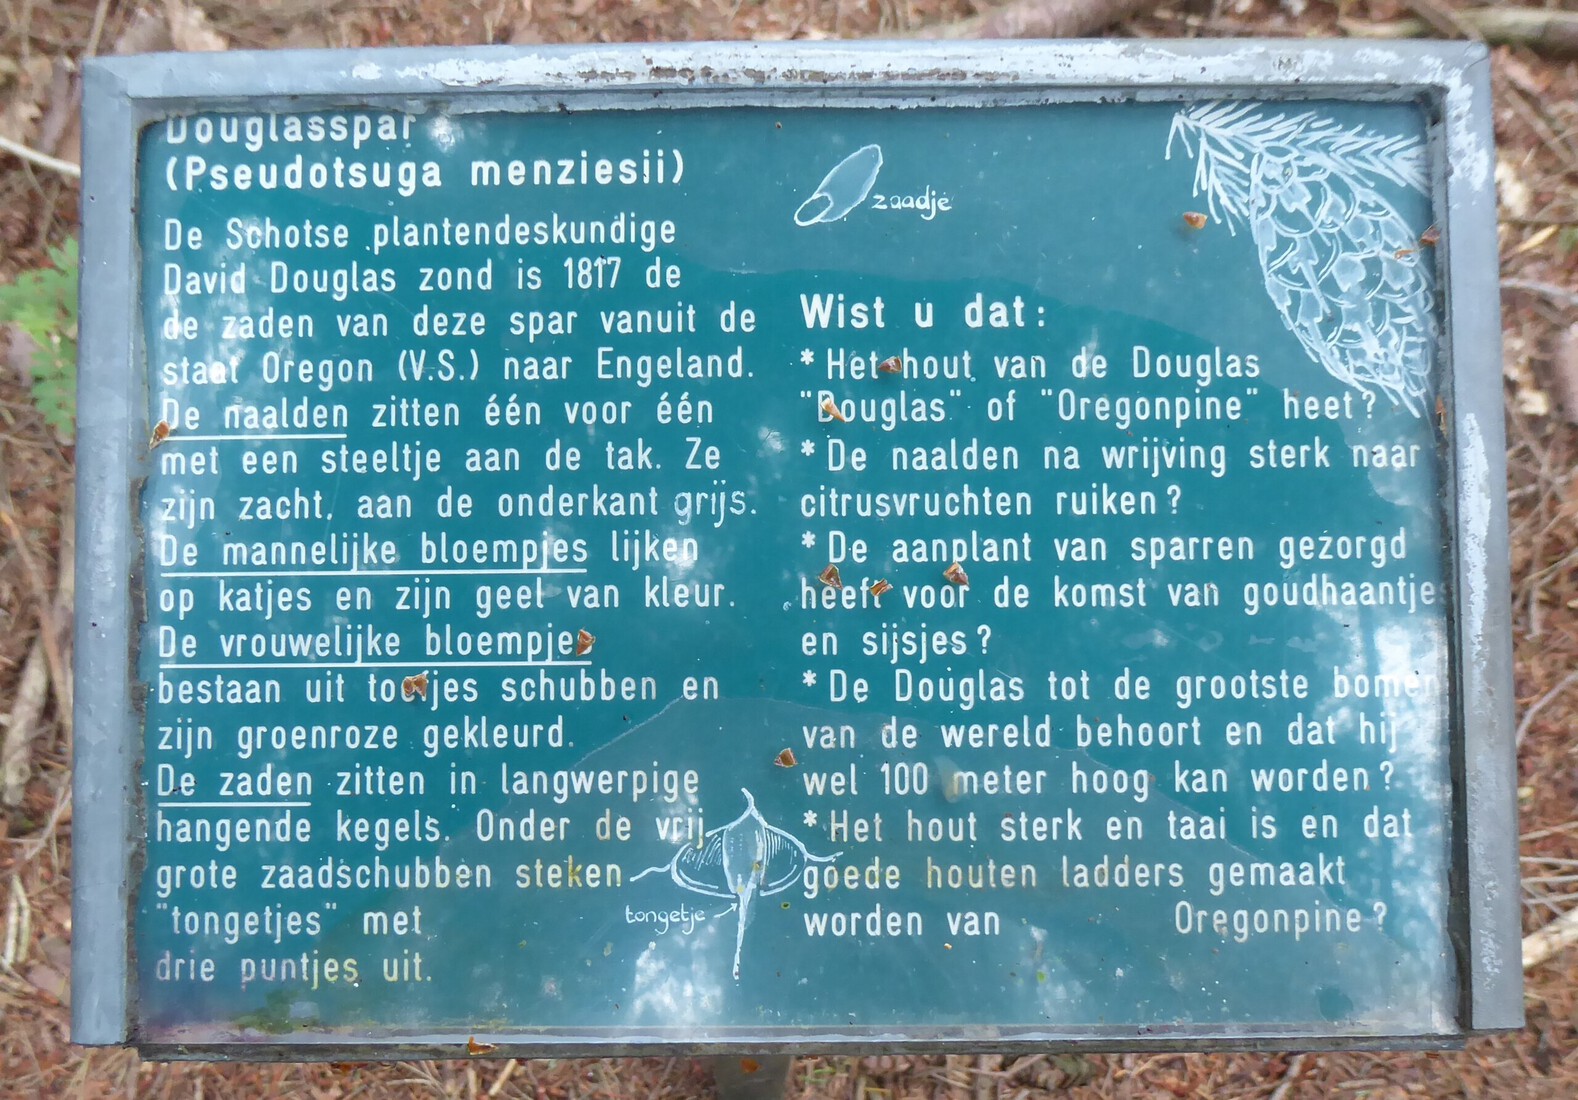 Douglasspar
(Pseudotsuga menziesii)
De Schotse plantendeskundige
David Douglas zond is 1817 de
de zaden van deze spar vanuit de
staat Oregon (V.S.) naar Engeland.
De naalden zitten één voor één
met een steeltje aan de tak. Ze
zijn zacht, aan de onderkant grijs.
De mannelijke bloempjes lijken
op katjes en zijn geel van kleur.
De vrouwelijke bloempjes
bestaan uit toefjes schubben en
zijn groenroze gekleurd.
De zaden zitten in langwerpige
hangende kegels. Onder de vrij
grote zaadschubben steken
"tongetjes" met
drie puntjes uit.
tongetje
zaadje
Wist u dat:
* Het hout van de Douglas
"Douglas" of "Oregonpine" heet?
* De naalden na wrijving sterk naar
citrusvruchten ruiken?
* De aanplant van sparren gezorgd
heeft voor de komst van goudhaantjes
en sijsjes?
* De Douglas tot de grootste bomen
van de wereld behoort en dat hij
wel 100 meter hoog kan worden?
* Het hout sterk en taai is en dat
goede houten ladders gemaakt
worden van Oregonpine?